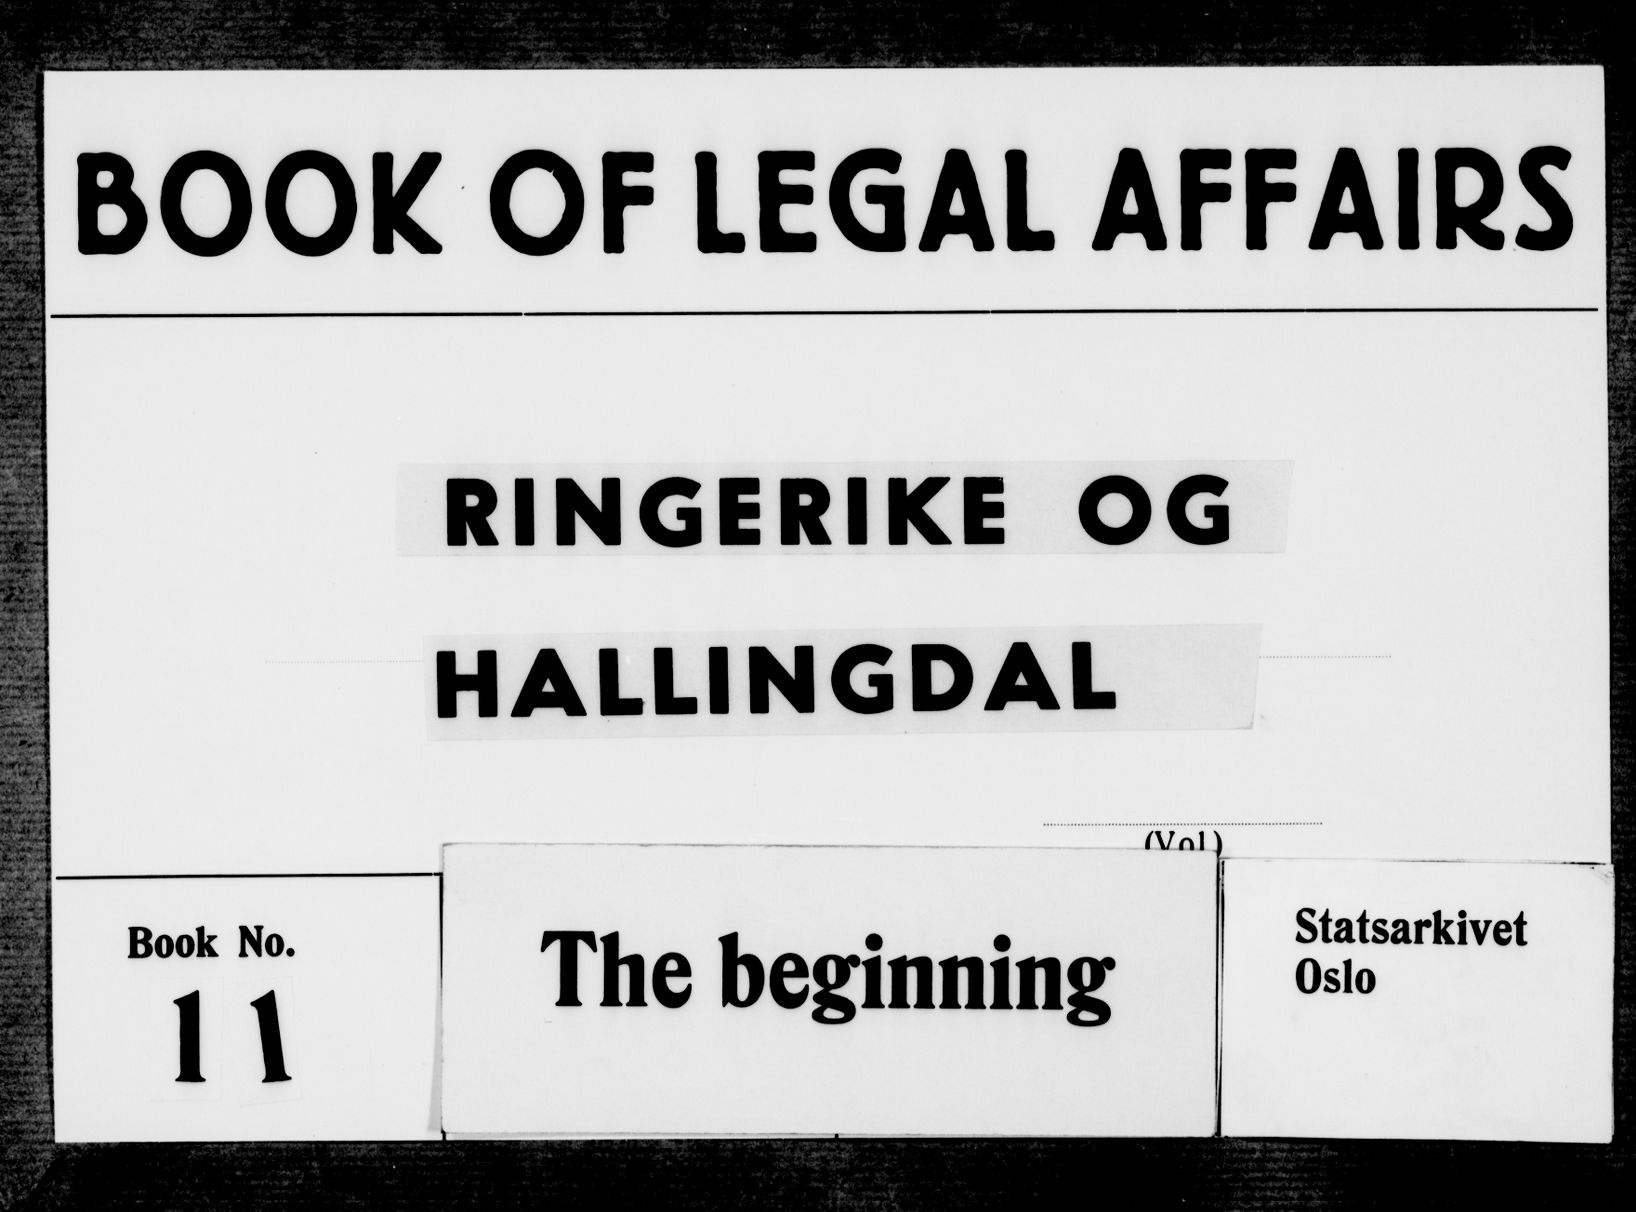 BOOK OF LEGAL AFFAIRS
RINGERIKE OG
HALLINGDAL
(Vol.)
Book No.
11
The beginning
Statsarkivet
Oslo